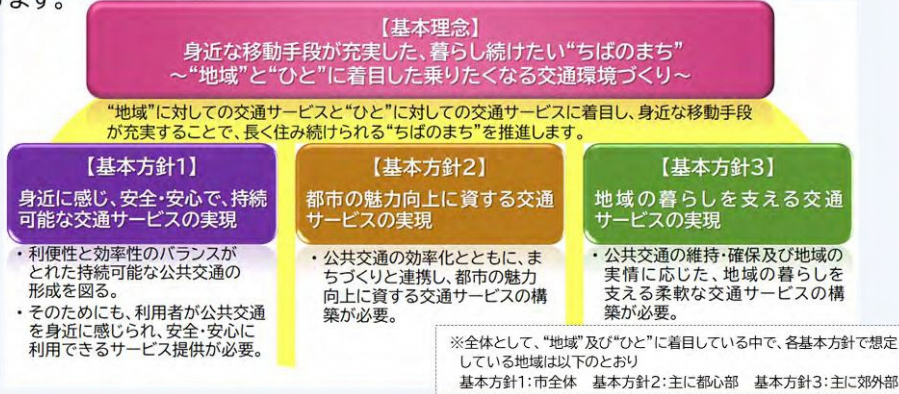 ります。
【基本理念】
身近な移動手段が充実した、暮らし続けたい“ちばのまち”
～“地域”と“ひと”に着目した乗りたくなる交通環境づくり～
“地域”に対しての交通サービスと“ひと”に対しての交通サービスに着目し、身近な移動手段
が充実することで、長く住み続けられる“ちばのまち”を推進します。
【基本方針1】
身近に感じ、安全・安心で、持続
可能な交通サービスの実現
・利便性と効率性のバランスが
とれた持続可能な公共交通の
形成を図る。
・そのためにも、利用者が公共交通
を身近に感じられ、安全・安心に
利用できるサービス提供が必要。
【基本方針2】
都市の魅力向上に資する交通
サービスの実現
・公共交通の効率化とともに、ま
ちづくりと連携し、都市の魅力
向上に資する交通サービスの構
築が必要。
【基本方針3】
地域の暮らしを支える交通
サービスの実現
・公共交通の維持・確保及び地域の
実情に応じた、地域の暮らしを
支える柔軟な交通サービスの構
築が必要。
※全体として、“地域”及び“ひと”に着目している中で、各基本方針で想定
している地域は以下のとおり
基本方針1：市全体　基本方針2：主に都心部　基本方針3：主に郊外部